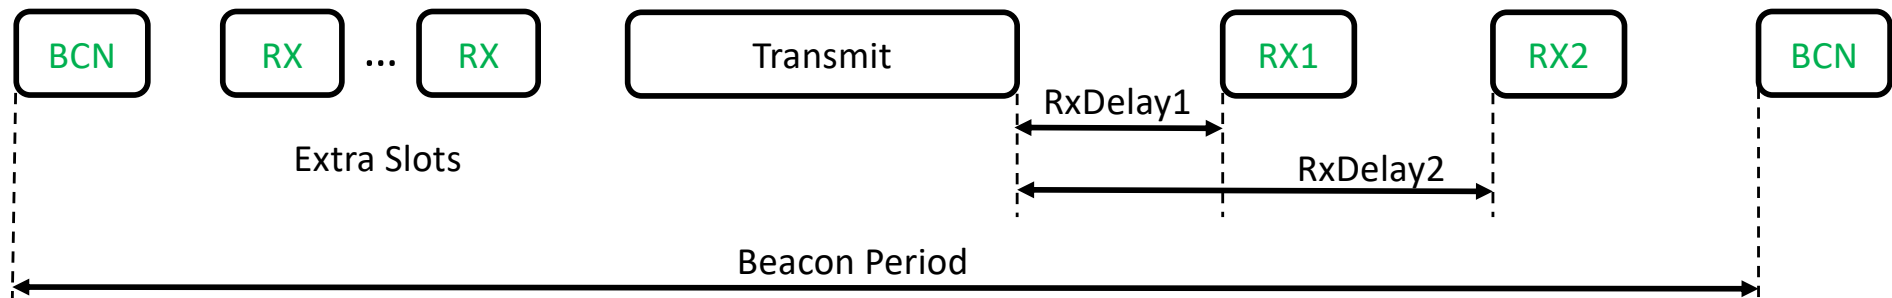 BCN
RX
...
RX
Transmit
RX1
RX2
BCN
RxDelay1
Extra Slots
RxDelay2
Beacon Period